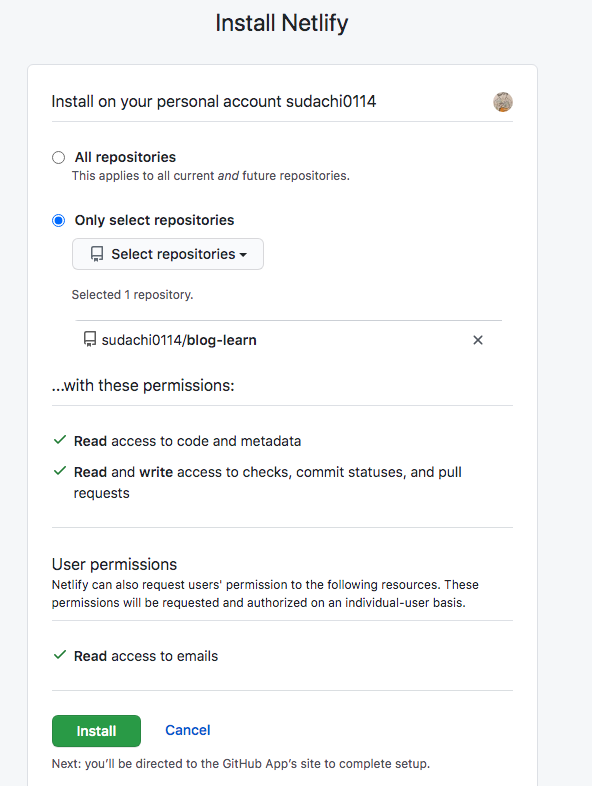 Install Netlify
Install on your personal account sudachi0114
All repositories
This applies to all current and future repositories.
Only select repositories
Select repositories
Selected 1 repository.
sudachi0114/blog-learn
...with these permissions:
Read access to code and metadata
Read and write access to checks, commit statuses, and pull
requests
User permissions
Netlify can also request users' permission to the following resources. These
permissions will be requested and authorized on an individual-user basis.
Read access to emails
Install Cancel
Next: you'll be directed to the GitHub App's site to complete setup.